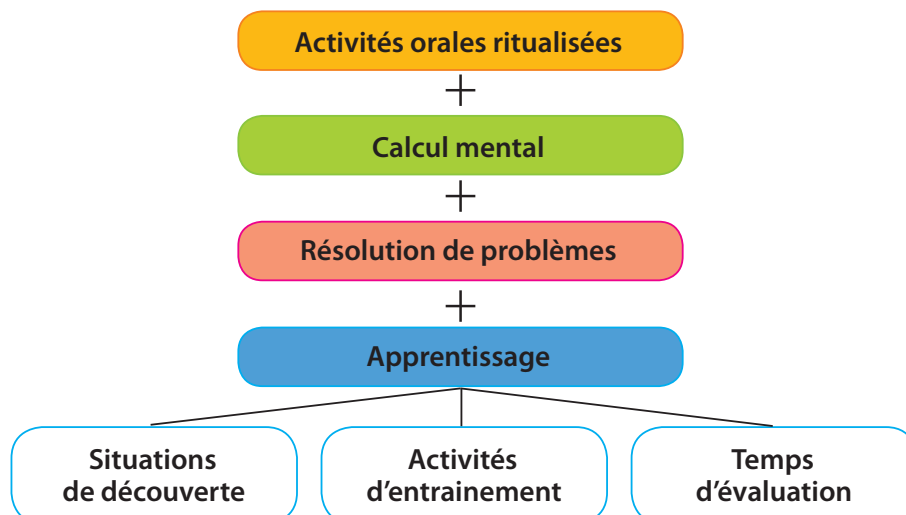 Activités orales ritualisées
+
Calcul mental
+
Résolution de problèmes
+
Apprentissage
Situations
de découverte
Activités
d'entrainement
Temps
d'évaluation